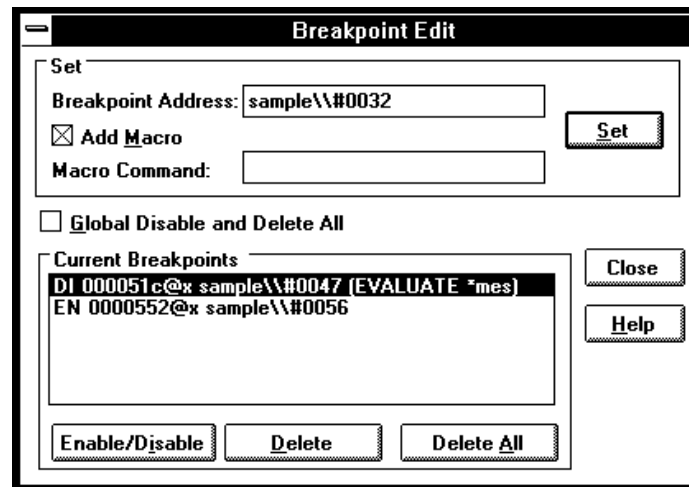 Breakpoint Edit
Set
Breakpoint Address: sample\\#0032
Add Macro
Set
Macro Command:
Global Disable and Delete All
Current Breakpoints
Close
DI 000051c@x sample\\#0047 (EVALUATE *mes)
EN 0000552@x sample\\#0056
Help
Enable/Disable Delete Delete All